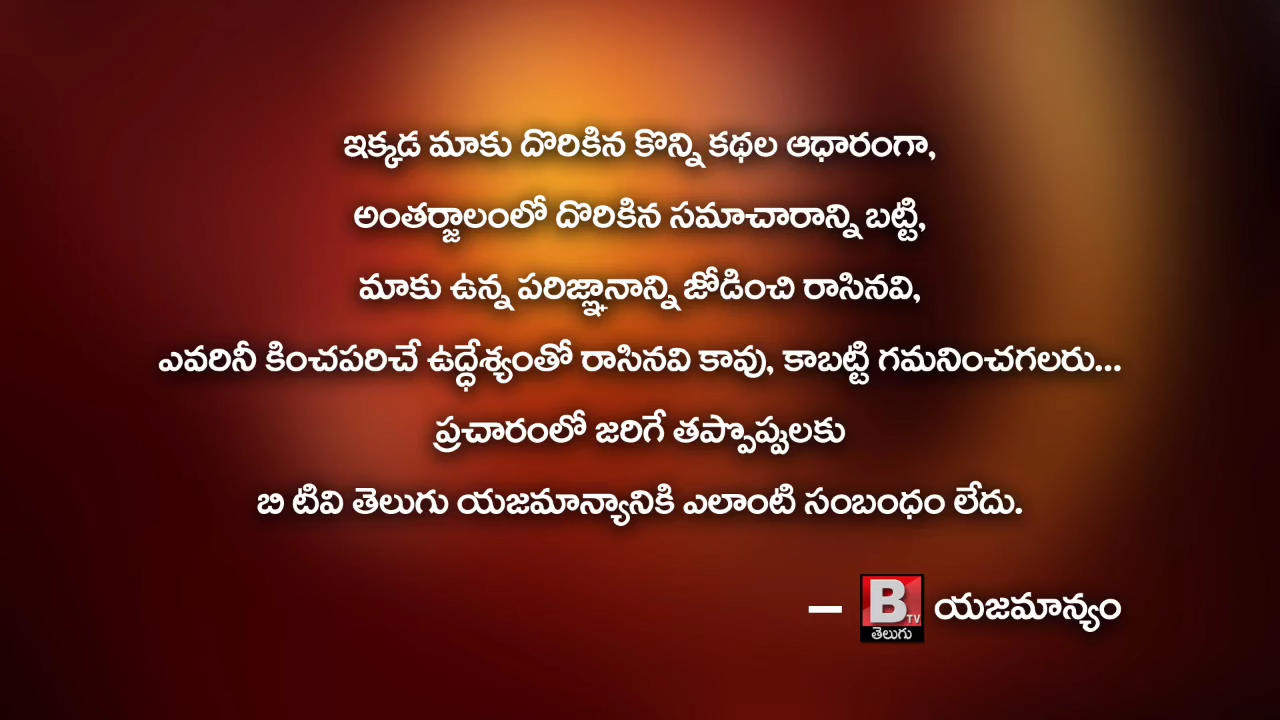 ఇక్కడ మాకు దొరికిన కొన్ని కథల ఆధారంగా,
అంతర్జాలంలో దొరికిన సమాచారాన్ని బట్టి,
మాకు ఉన్న పరిజ్ఞానాన్ని జోడించి రాసినవి,
ఎవరినీ కించపరిచే ఉద్ధేశ్యంతో రాసినవి కావు, కాబట్టి గమనించగలరు...
ప్రచారంలో జరిగే తప్పొప్పులకు
బి టివి తెలుగు యజమాన్యానికి ఎలాంటి సంబంధం లేదు.
– B TV తెలుగు యజమాన్యం